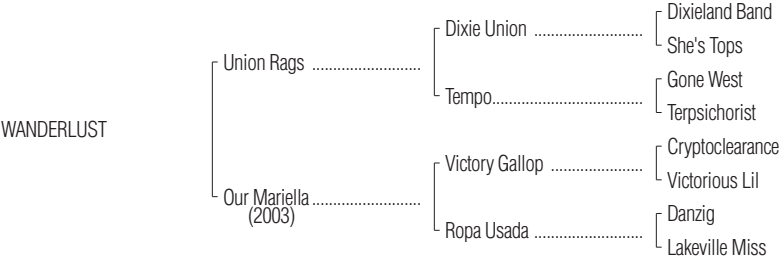 Dixieland Band
Dixie Union ..........................
She's Tops
Union Rags ..........................
Gone West
Tempo....................................
Terpsichorist
WANDERLUST
Cryptoclearance
Victory Gallop ......................
Victorious Lil
Our Mariella ..........................
(2003)
Danzig
Ropa Usada ..........................
Lakeville Miss